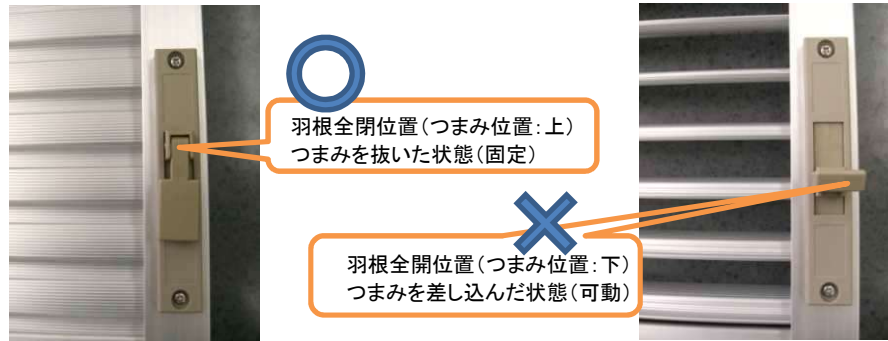 羽根全閉位置(つまみ位置:上)
つまみを抜いた状態(固定)
羽根全開位置(つまみ位置:下)
つまみを差し込んだ状態(可動)